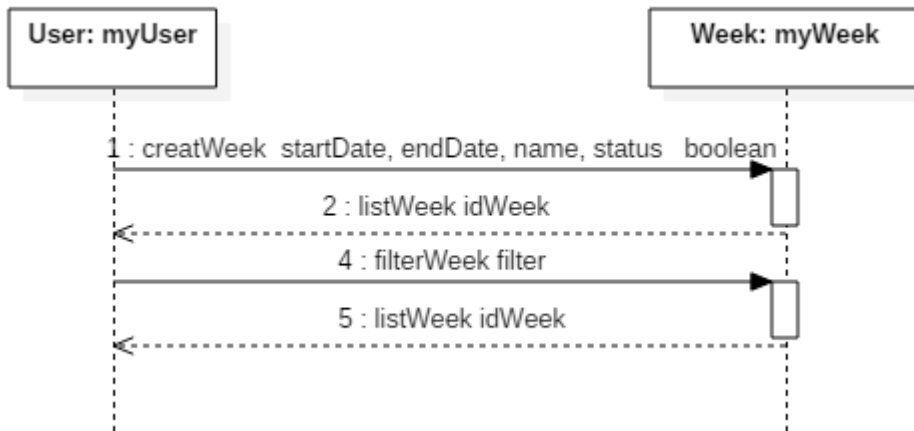 User: myUser
Week: myWeek
1 : creatWeek  startDate, endDate, name, status   boolean
2 : listWeek idWeek
4 : filterWeek filter
5 : listWeek idWeek